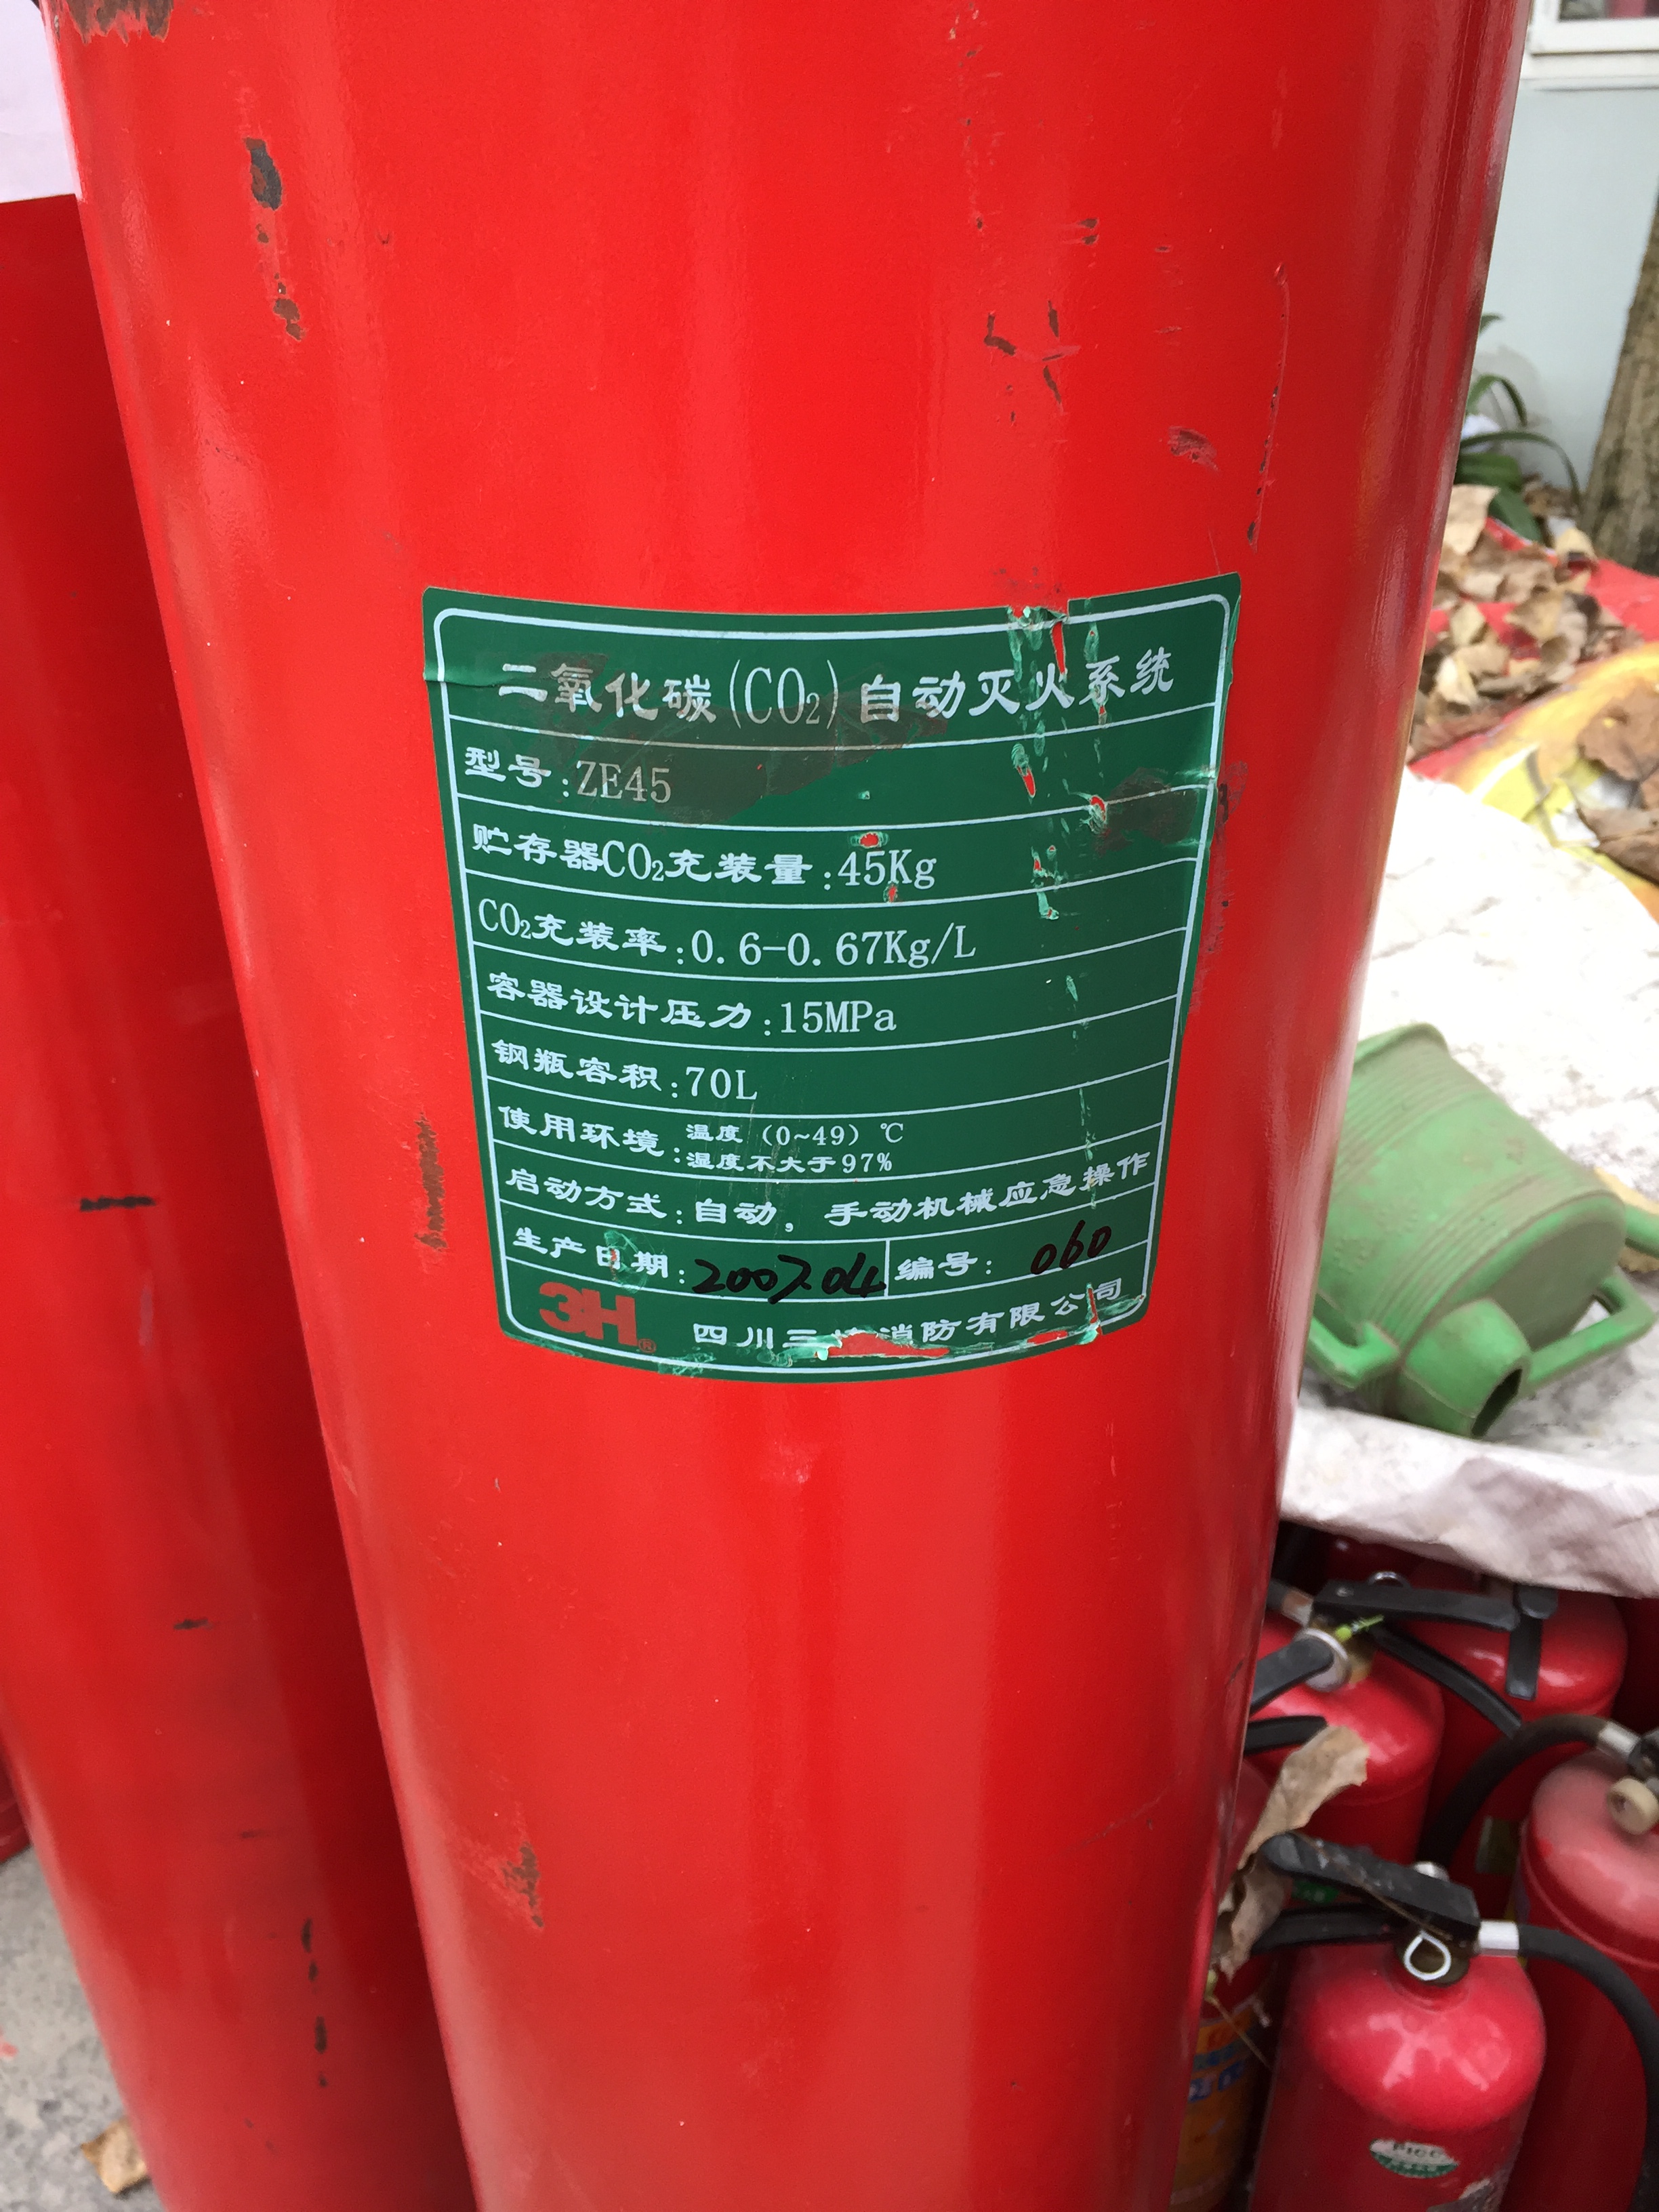 二氧化碳(CO₂)自动灭火系统
型号:ZE45
贮存器CO₂充装量:45Kg
CO₂充装率:0.6-0.67Kg/L
容器设计压力:15MPa
钢瓶容积:70L
使用环境:温度(0~49)℃
湿度不大于97%
启动方式:自动，手动机械应急操作
生产日期:2007.04 编号:060
3H® 四川三 消防有限公司